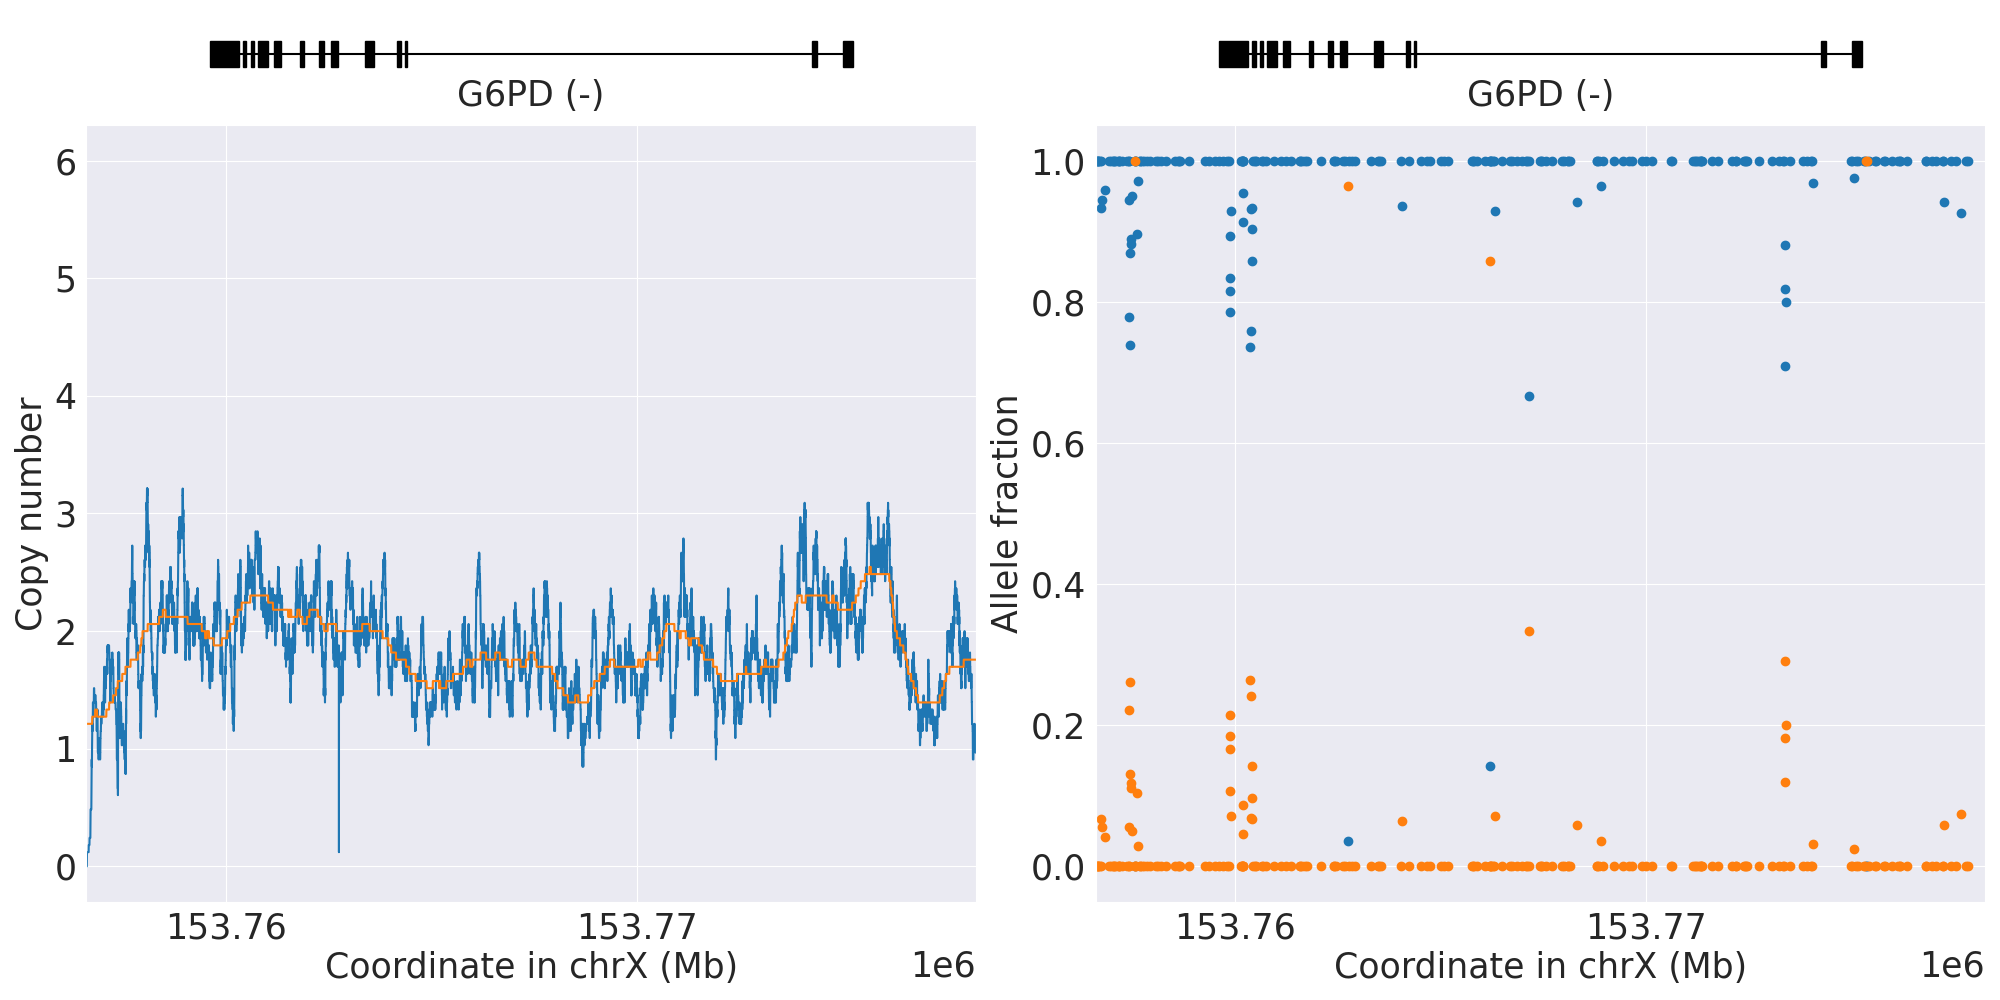 G6PD (-)
6
5
4
3
2
1
0
Copy number
153.76
153.77
Coordinate in chrX (Mb)
1e6
G6PD (-)
1.0
0.8
0.6
0.4
0.2
0.0
Allele fraction
153.76
153.77
Coordinate in chrX (Mb)
1e6